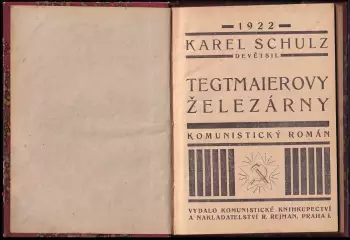 1922
KAREL SCHULZ
DEVĚTSIL
TEGTMAIEROVY
ŽELEZÁRNY
KOMUNISTICKÝ ROMÁN
VYDALO KOMUNISTICKÉ KNIHKUPECTVÍ
A NAKLADATELSTVÍ R. REJMAN, PRAHA I.